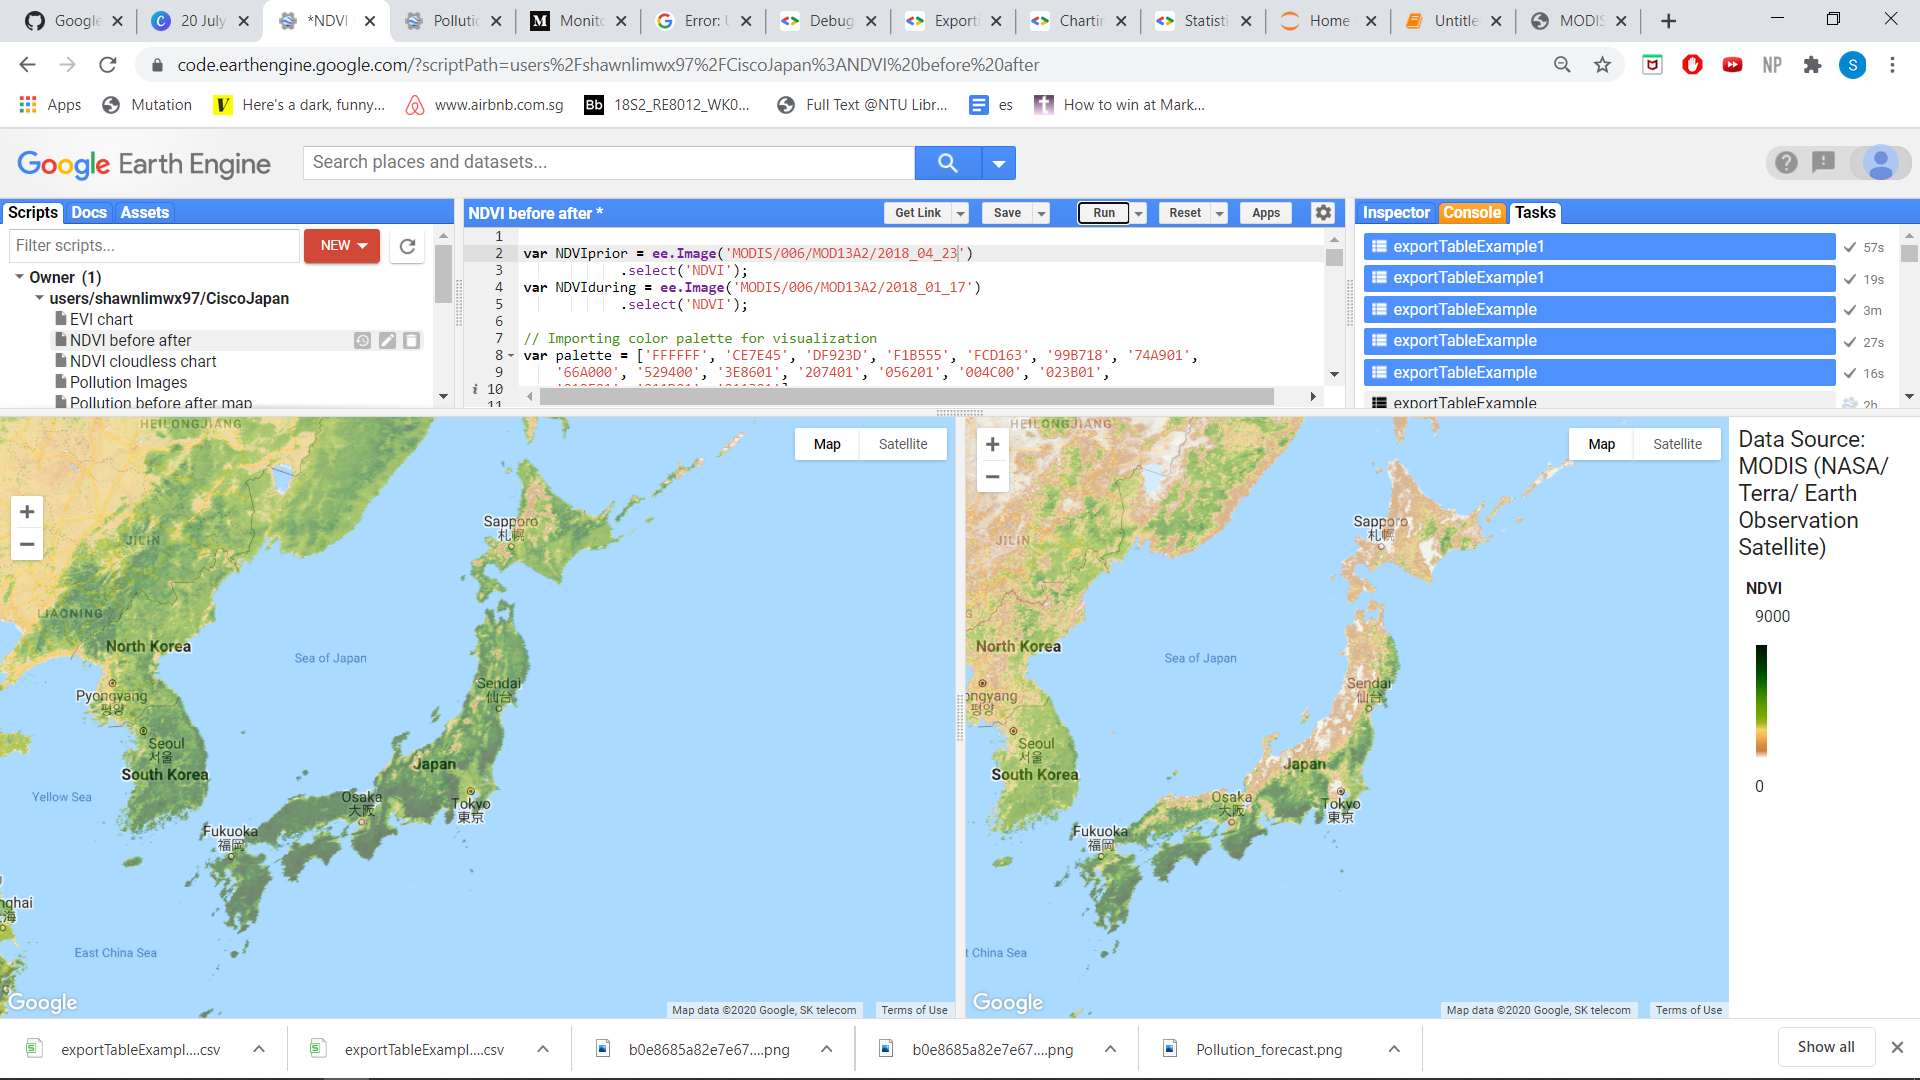 Google
20 July
*NDVI
Pollutio
Monito
Error: U
Debug
Exporti
Chartin
Statisti
Home
Untitle
MODIS
code.earthengine.google.com/?scriptPath=users%2Fshawnlimwx97%2FCiscoJapan%3ANDVI%20before%20after
NP
S
Apps
Mutation
Here's a dark, funny...
www.airbnb.com.sg
Bb
18S2_RE8012_WK0...
Full Text @NTU Libr...
es
How to win at Mark...
Google Earth Engine
Search places and datasets...
Scripts Docs Assets
Filter scripts...
NEW
Owner (1)
users/shawnlimwx97/CiscoJapan
EVI chart
NDVI before after
NDVI cloudless chart
Pollution Images
Pollution before after map
NDVI before after *
Get Link
Save
Run
Reset
Apps
1
2 var NDVIprior = ee.Image('MODIS/006/MOD13A2/2018_04_23')
3 .select('NDVI');
4 var NDVIduring = ee.Image('MODIS/006/MOD13A2/2018_01_17')
5 .select('NDVI');
6
7 // Importing color palette for visualization
8 var palette = ['FFFFFF', 'CE7E45', 'DF923D', 'F1B555', 'FCD163', '99B718', '74A901',
9 '66A000', '529400', '3E8601', '207401', '056201', '004C00', '023B01',
i 10
11
Inspector Console Tasks
exportTableExample1 57s
exportTableExample1 19s
exportTableExample 3m
exportTableExample 27s
exportTableExample 16s
exportTableExample 2h
HEILONGJIANG
Map Satellite
+
−
JILIN
LIAONING
Sapporo
札幌
North Korea
Sea of Japan
Pyongyang
평양
Sendai
仙台
Seoul
서울
South Korea
Japan
Yellow Sea
Osaka
大阪
Tokyo
東京
Fukuoka
福岡
nghai
海
East China Sea
Google
Map data ©2020 Google, SK telecom
Terms of Use
HEILONGJIANG
Map Satellite
+
−
JILIN
Sapporo
札幌
North Korea
Sea of Japan
ongyang
평양
Sendai
仙台
Seoul
서울
South Korea
Japan
Osaka
大阪
Tokyo
東京
Fukuoka
福岡
t China Sea
Google
Map data ©2020 Google, SK telecom
Terms of Use
Data Source:
MODIS (NASA/
Terra/ Earth
Observation
Satellite)
NDVI
9000
0
exportTableExampl....csv
exportTableExampl....csv
b0e8685a82e7e67....png
b0e8685a82e7e67....png
Pollution_forecast.png
Show all